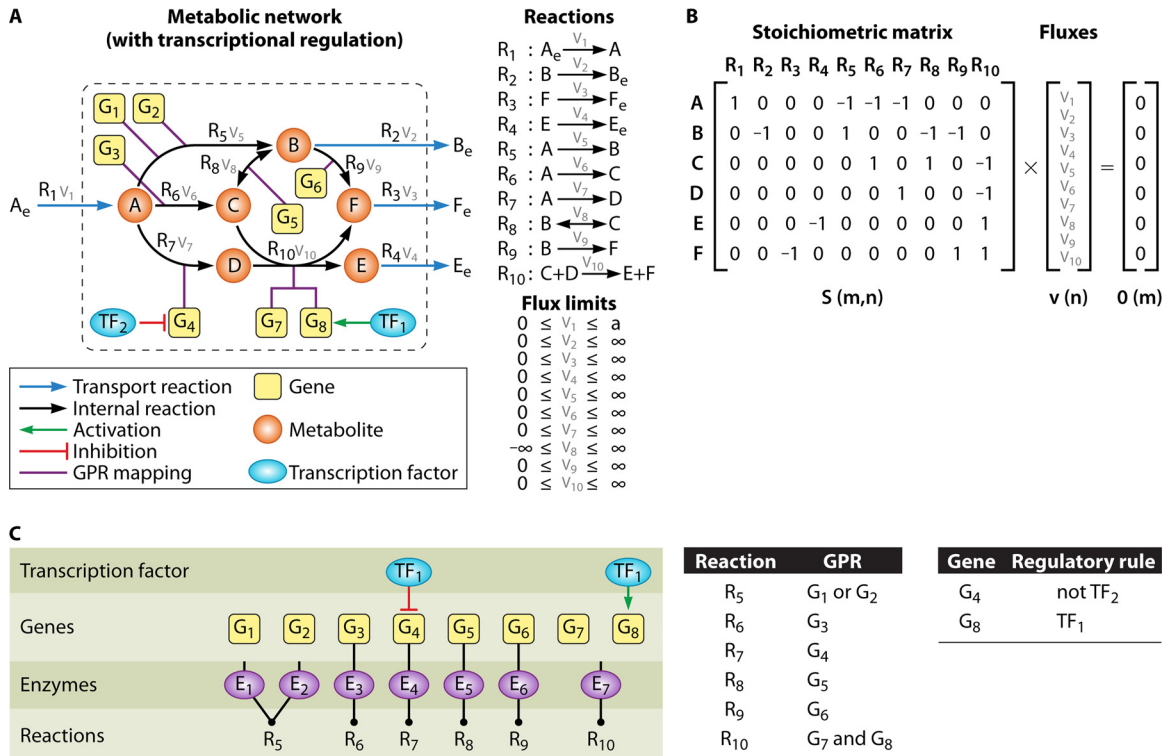 A
Metabolic network
(with transcriptional regulation)
G1 G2
G3
R5 V5
B
R2 V2
Be
R8 V8
R9 V9
G6
Ae
R1 V1
A
R6 V6
C
G5
F
R3 V3
Fe
R7 V7
D
R10 V10
E
R4 V4
Ee
TF2
G4
G7
G8
TF1
Transport reaction
Internal reaction
Activation
Inhibition
GPR mapping
Gene
Metabolite
Transcription factor
Reactions
R1 : Ae V1 A
R2 : B V2 Be
R3 : F V3 Fe
R4 : E V4 Ee
R5 : A V5 B
R6 : A V6 C
R7 : A V7 D
R8 : B V8 C
R9 : B V9 F
R10 : C+D V10 E+F
Flux limits
0 ≤ V1 ≤ a
0 ≤ V2 ≤ ∞
0 ≤ V3 ≤ ∞
0 ≤ V4 ≤ ∞
0 ≤ V5 ≤ ∞
0 ≤ V6 ≤ ∞
0 ≤ V7 ≤ ∞
–∞ ≤ V8 ≤ ∞
0 ≤ V9 ≤ ∞
0 ≤ V10 ≤ ∞
B
Stoichiometric matrix
Fluxes
R1 R2 R3 R4 R5 R6 R7 R8 R9 R10
A 1 0 0 0 –1 –1 –1 0 0 0
B 0 –1 0 0 1 0 0 –1 –1 0
C 0 0 0 0 0 1 0 1 0 –1
D 0 0 0 0 0 0 1 0 0 –1
E 0 0 0 –1 0 0 0 0 0 1
F 0 0 –1 0 0 0 0 0 1 1
×
V1
V2
V3
V4
V5
V6
V7
V8
V9
V10
=
0
0
0
0
0
0
S (m,n)
v (n)
0 (m)
C
Transcription factor
TF1
TF1
Genes
G1 G2 G3 G4 G5 G6 G7 G8
Enzymes
E1 E2 E3 E4 E5 E6 E7
Reactions
R5 R6 R7 R8 R9 R10
Reaction GPR
R5 G1 or G2
R6 G3
R7 G4
R8 G5
R9 G6
R10 G7 and G8
Gene Regulatory rule
G4 not TF2
G8 TF1